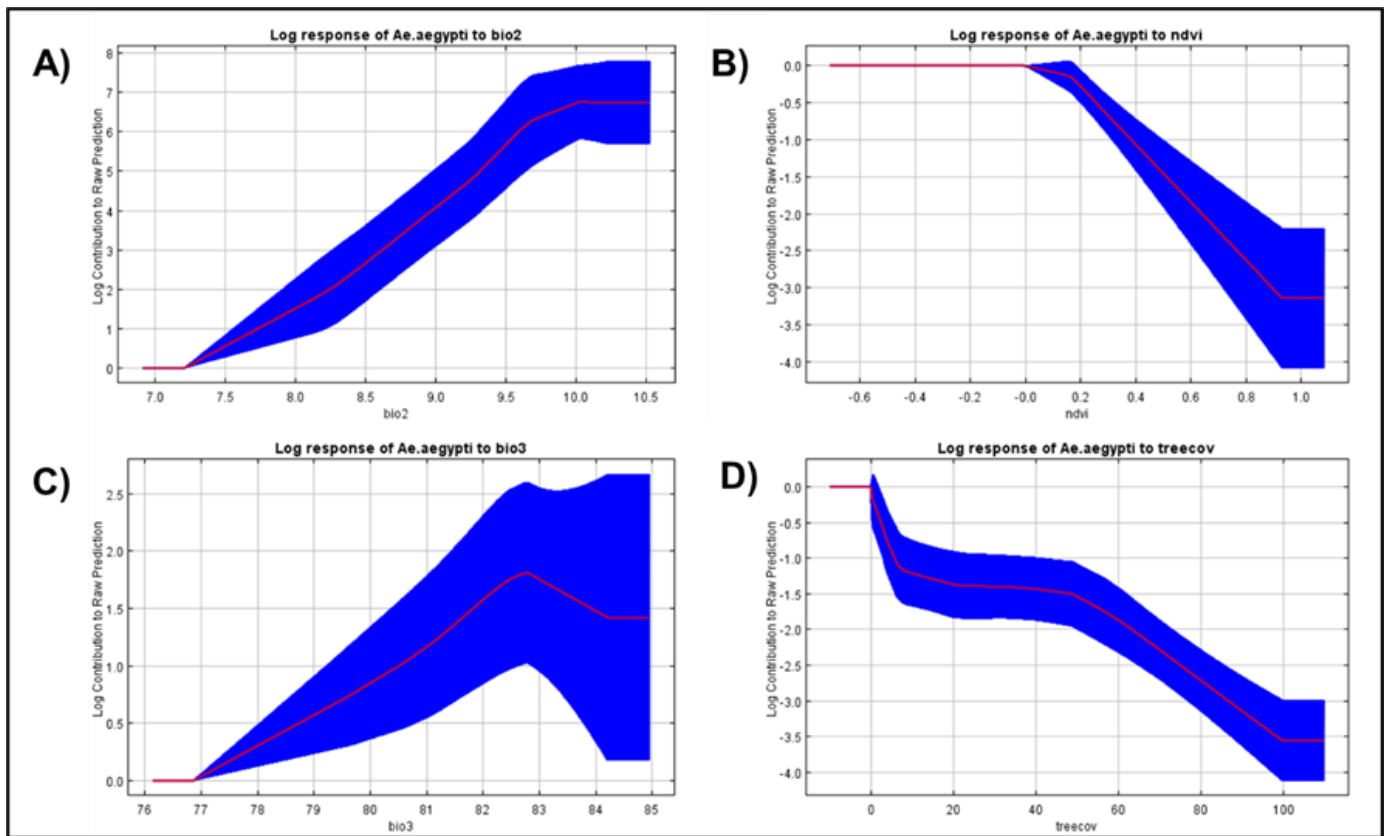 A)
Log response of Ae.aegypti to bio2
Log Contribution to Raw Prediction
8
7
6
5
4
3
2
1
0
7.0 7.5 8.0 8.5 9.0 9.5 10.0 10.5
bio2
B)
Log response of Ae.aegypti to ndvi
Log Contribution to Raw Prediction
0.0
-0.5
-1.0
-1.5
-2.0
-2.5
-3.0
-3.5
-4.0
-0.6 -0.4 -0.2 -0.0 0.2 0.4 0.6 0.8 1.0
ndvi
C)
Log response of Ae.aegypti to bio3
Log Contribution to Raw Prediction
2.5
2.0
1.5
1.0
0.5
0.0
76 77 78 79 80 81 82 83 84 85
bio3
D)
Log response of Ae.aegypti to treecov
Log Contribution to Raw Prediction
0.0
-0.5
-1.0
-1.5
-2.0
-2.5
-3.0
-3.5
-4.0
0 20 40 60 80 100
treecov